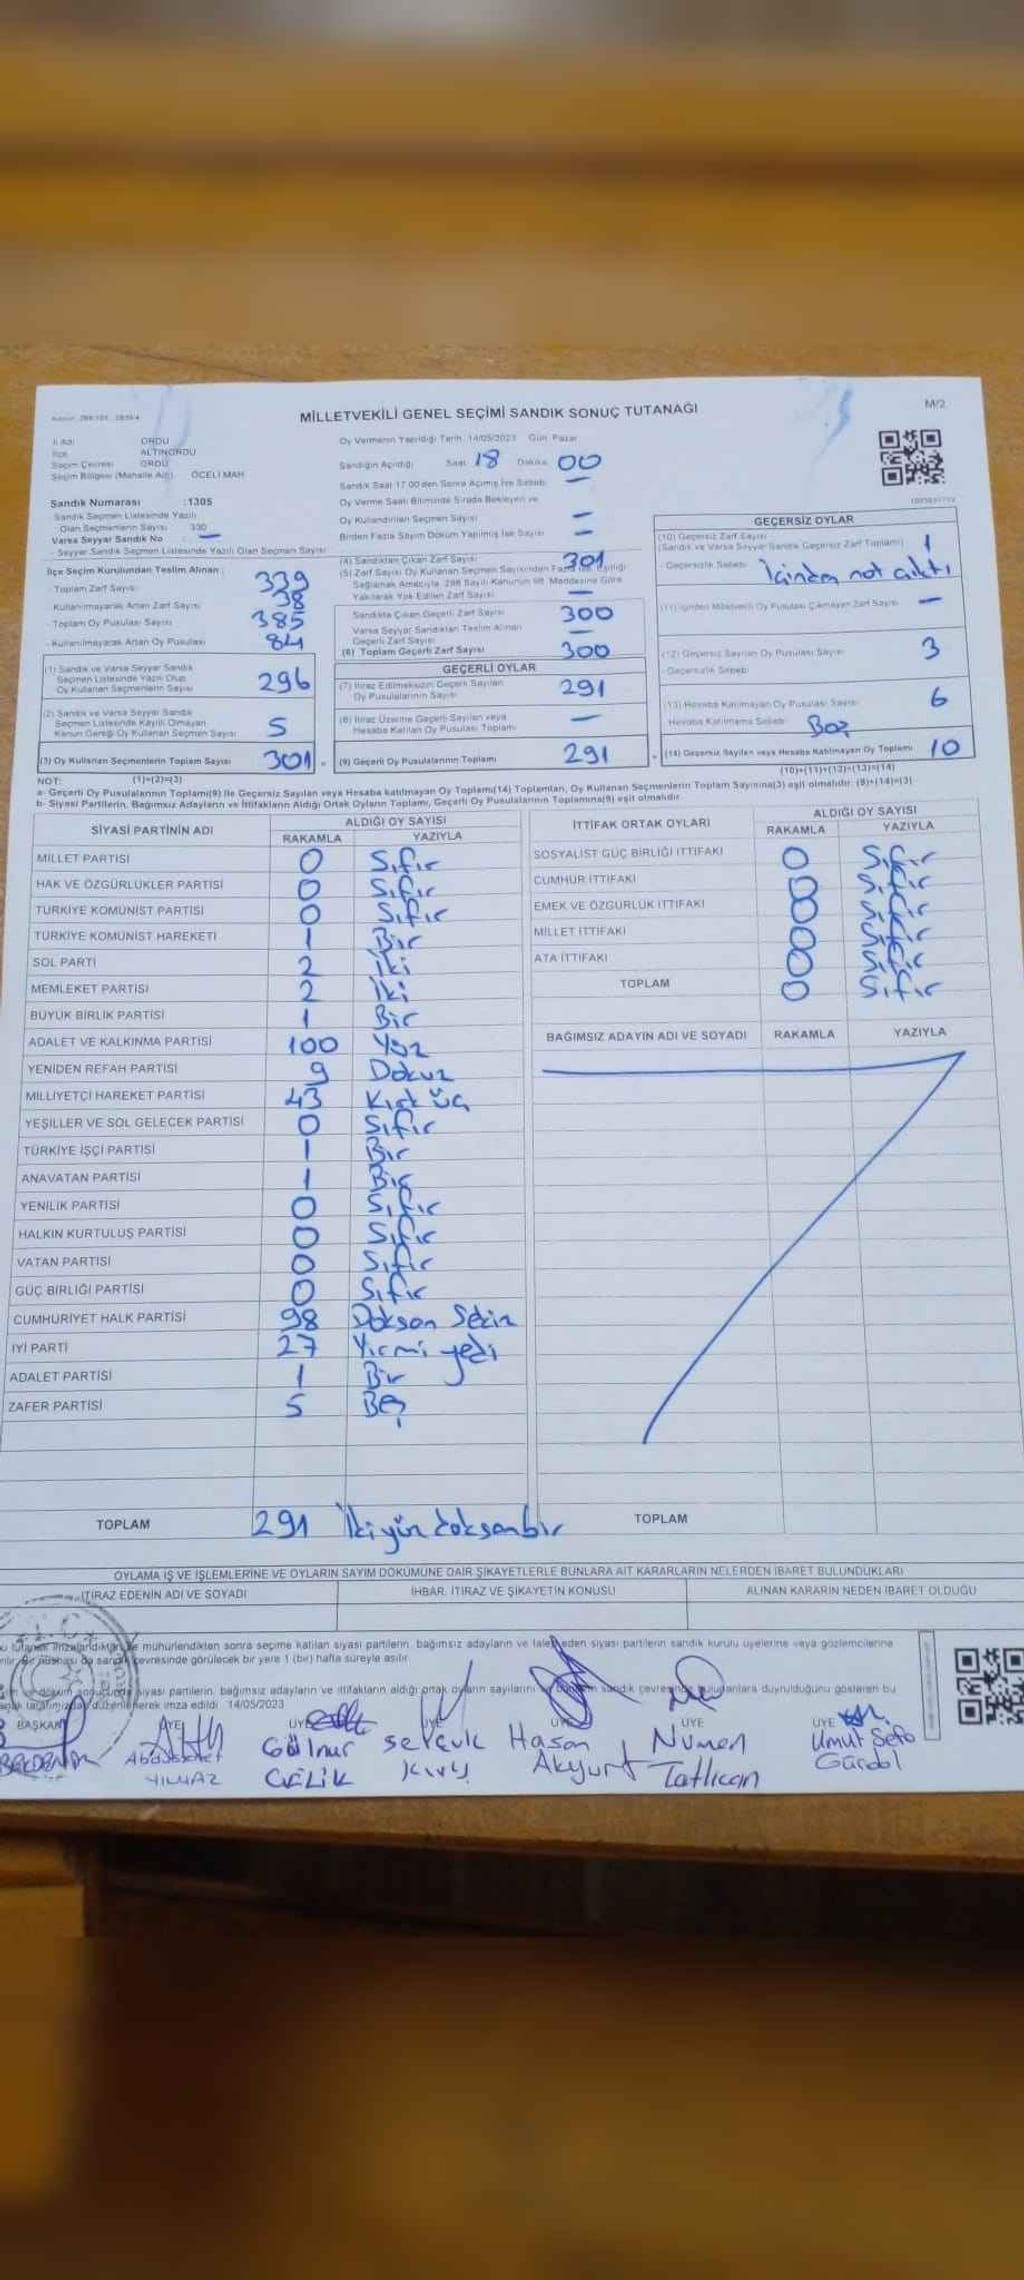 MİLLETVEKİLİ GENEL SEÇİMİ SANDIK SONUÇ TUTANAĞI
M/2
İl Adı ORDU
İlçe ALTINORDU
Seçim Çevresi ORDU
Seçim Bölgesi (Mahalle Adı) ÖCELİ MAH
Sandık Numarası : 1305
Sandık Seçmen Listesinde Yazılı
Olan Seçmenlerin Sayısı 330
Varsa Seyyar Sandık No —
Seyyar Sandık Seçmen Listesinde Yazılı Olan Seçmen Sayısı
İlçe Seçim Kurulundan Teslim Alınan :
- Toplam Zarf Sayısı 339
- Kullanılmayarak Artan Zarf Sayısı 38
- Toplam Oy Pusulası Sayısı 385
- Kullanılmayarak Artan Oy Pusulası 84
(1) Sandık ve Varsa Seyyar Sandık
Seçmen Listesinde Yazılı Olup
Oy Kullanan Seçmenlerin Sayısı 296
(2) Sandık ve Varsa Seyyar Sandık
Seçmen Listesinde Kayıtlı Olmayan
Kanun Gereği Oy Kullanan Seçmen Sayısı 5
(3) Oy Kullanan Seçmenlerin Toplam Sayısı 301
Oy Vermenin Yapıldığı Tarih 14/05/2023 Gün Pazar
Sandığın Açıldığı Saat 18 Dakika 00
Sandık Saat 17.00'den Sonra Açılmış İse Sebebi —
Oy Verme Saati Bitiminde Sırada Bekleyen ve
Oy Kullandırılan Seçmen Sayısı —
Birden Fazla Sayım Döküm Yapılmış İse Sayısı —
(4) Sandıktan Çıkan Zarf Sayısı 301
(5) Zarf Sayısı Oy Kullanan Seçmen Sayısından Fazla İse, Eşitliği
Sağlamak Amacıyla, 298 Sayılı Kanunun 98. Maddesine Göre
Yakılarak Yok Edilen Zarf Sayısı —
Sandıkta Çıkan Geçerli Zarf Sayısı 300
Varsa Seyyar Sandıktan Teslim Alınan
Geçerli Zarf Sayısı —
(6) Toplam Geçerli Zarf Sayısı 300
GEÇERLİ OYLAR
(7) İtiraz Edilmeksizin Geçerli Sayılan
Oy Pusulalarının Sayısı 291
(8) İtiraz Üzerine Geçerli Sayılan veya
Hesaba Katılan Oy Pusulası Toplamı —
(9) Geçerli Oy Pusulalarının Toplamı 291
GEÇERSİZ OYLAR
(10) Geçersiz Zarf Sayısı
(Sandık ve Varsa Seyyar Sandık Geçersiz Zarf Toplamı) 1
- Geçersizlik Sebebi İçinden not çıktı
(11) İçinden Milletvekili Oy Pusulası Çıkmayan Zarf Sayısı —
(12) Geçersiz Sayılan Oy Pusulası Sayısı 3
- Geçersizlik Sebebi
(13) Hesaba Katılmayan Oy Pusulası Sayısı 6
Hesaba Katılmama Sebebi Boş
(14) Geçersiz Sayılan veya Hesaba Katılmayan Oy Toplamı 10
NOT: (1)+(2)=(3)
(10)+(11)+(12)+(13)=(14)
a- Geçerli Oy Pusulalarının Toplamı(9) ile Geçersiz Sayılan veya Hesaba katılmayan Oy Toplamı(14) Toplamları, Oy Kullanan Seçmenlerin Toplam Sayısına(3) eşit olmalıdır. (9)+(14)=(3)
b- Siyasi Partilerin, Bağımsız Adayların ve İttifakların Aldığı Ortak Oyların Toplamı, Geçerli Oy Pusulalarının Toplamına(9) eşit olmalıdır.
SİYASİ PARTİNİN ADI ALDIĞI OY SAYISI
RAKAMLA YAZIYLA
MİLLET PARTİSİ 0 Sıfır
HAK VE ÖZGÜRLÜKLER PARTİSİ 0 Sıfır
TÜRKİYE KOMÜNİST PARTİSİ 0 Sıfır
TÜRKİYE KOMÜNİST HAREKETİ 1 Bir
SOL PARTİ 2 İki
MEMLEKET PARTİSİ 2 İki
BÜYÜK BİRLİK PARTİSİ 1 Bir
ADALET VE KALKINMA PARTİSİ 100 Yüz
YENİDEN REFAH PARTİSİ 9 Dokuz
MİLLİYETÇİ HAREKET PARTİSİ 43 Kırk üç
YEŞİLLER VE SOL GELECEK PARTİSİ 0 Sıfır
TÜRKİYE İŞÇİ PARTİSİ 1 Bir
ANAVATAN PARTİSİ 1 Bir
YENİLİK PARTİSİ 0 Sıfır
HALKIN KURTULUŞ PARTİSİ 0 Sıfır
VATAN PARTİSİ 0 Sıfır
GÜÇ BİRLİĞİ PARTİSİ 0 Sıfır
CUMHURİYET HALK PARTİSİ 98 Doksan Sekiz
İYİ PARTİ 27 Yirmi yedi
ADALET PARTİSİ 1 Bir
ZAFER PARTİSİ 5 Beş
TOPLAM 291 İkiyüz doksanbir
İTTİFAK ORTAK OYLARI ALDIĞI OY SAYISI
RAKAMLA YAZIYLA
SOSYALİST GÜÇ BİRLİĞİ İTTİFAKI 0 Sıfır
CUMHUR İTTİFAKI 0 Sıfır
EMEK VE ÖZGÜRLÜK İTTİFAKI 0 Sıfır
MİLLET İTTİFAKI 0 Sıfır
ATA İTTİFAKI 0 Sıfır
TOPLAM 0 Sıfır
BAĞIMSIZ ADAYIN ADI VE SOYADI RAKAMLA YAZIYLA
TOPLAM
OYLAMA İŞ VE İŞLEMLERİNE VE OYLARIN SAYIM DÖKÜMÜNE DAİR ŞİKAYETLERLE BUNLARA AİT KARARLARIN NELERDEN İBARET BULUNDUKLARI
İTİRAZ EDENİN ADI VE SOYADI İHBAR, İTİRAZ VE ŞİKAYETİN KONUSU ALINAN KARARIN NEDEN İBARET OLDUĞU
tutanak imzalandıktan ve mühürlendikten sonra seçime katılan siyasi partilerin, bağımsız adayların ve talep eden siyasi partilerin sandık kurulu üyelerine veya gözlemcilerine
Bir nüshası da sandık çevresinde görülecek bir yere 1 (bir) hafta süreyle asılır.
siyasi partilerin, bağımsız adayların ve ittifakların aldığı ortak oyların sayılarını sandık çevresinde bulunanlara duyurulduğunu gösteren bu
tarafımızdan düzenlenerek imza edildi. 14/05/2023
BAŞKAN ÜYE ÜYE ÜYE ÜYE ÜYE ÜYE
Gülnur Selçuk Hasan Numan Umut Sefa
YILMAZ ÇELİK Akyurt Tatlıcan Gürdal